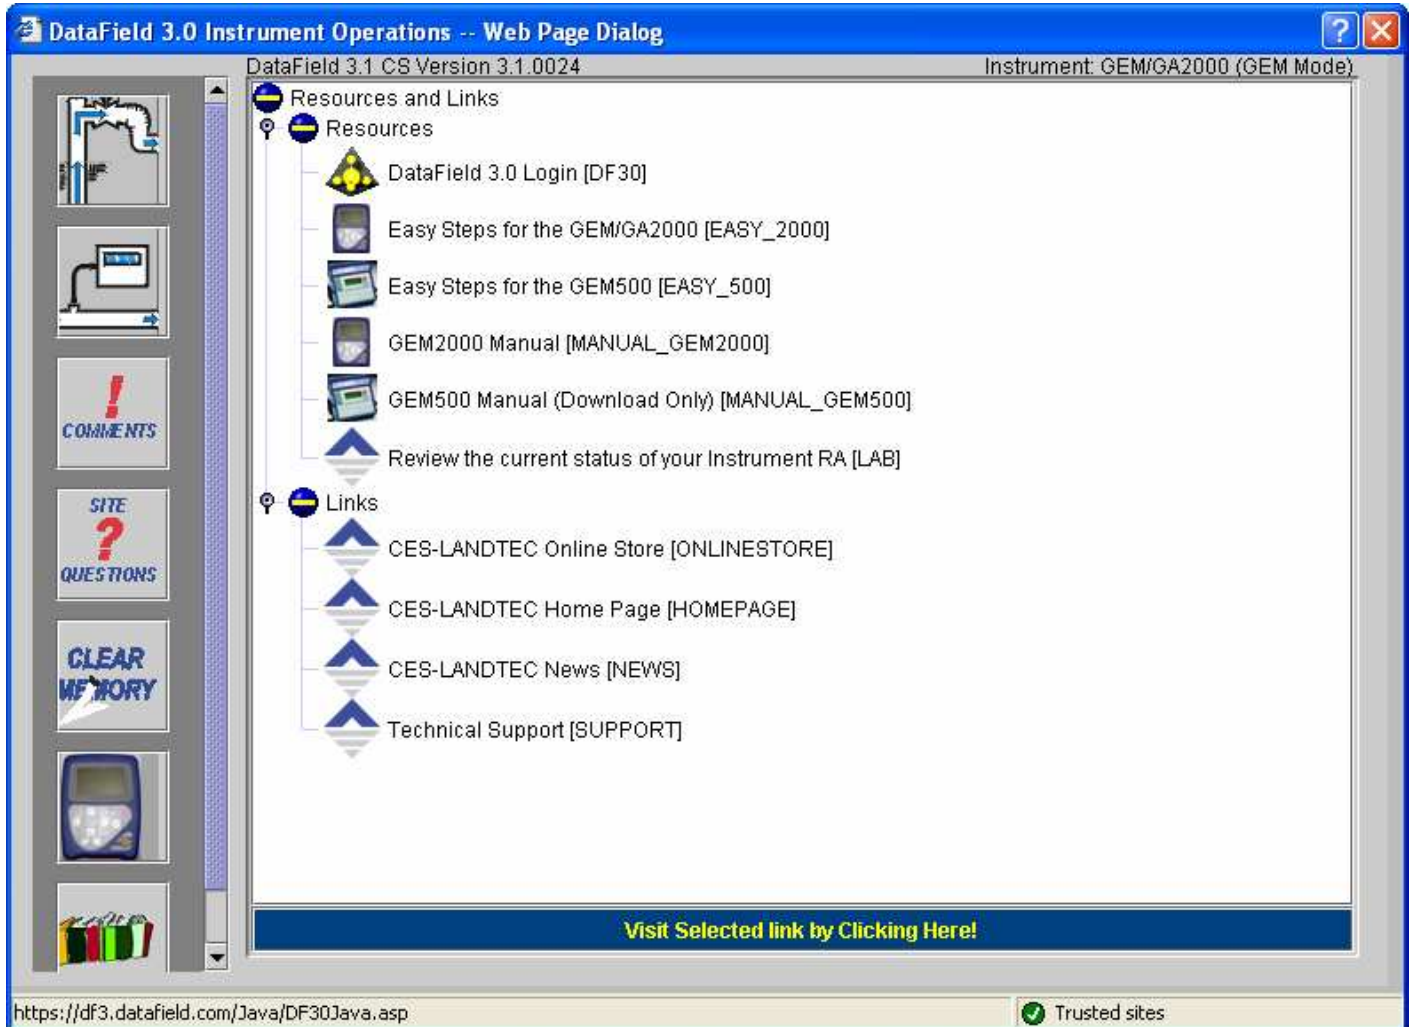 DataField 3.0 Instrument Operations -- Web Page Dialog
DataField 3.1 CS Version 3.1.0024 Instrument: GEM/GA2000 (GEM Mode)
Resources and Links
Resources
DataField 3.0 Login [DF30]
Easy Steps for the GEM/GA2000 [EASY_2000]
Easy Steps for the GEM500 [EASY_500]
GEM2000 Manual [MANUAL_GEM2000]
GEM500 Manual (Download Only) [MANUAL_GEM500]
Review the current status of your Instrument RA [LAB]
Links
CES-LANDTEC Online Store [ONLINESTORE]
CES-LANDTEC Home Page [HOMEPAGE]
CES-LANDTEC News [NEWS]
Technical Support [SUPPORT]
!
COMMENTS
SITE
?
QUESTIONS
CLEAR
MEMORY
Visit Selected link by Clicking Here!
https://df3.datafield.com/Java/DF30Java.asp Trusted sites